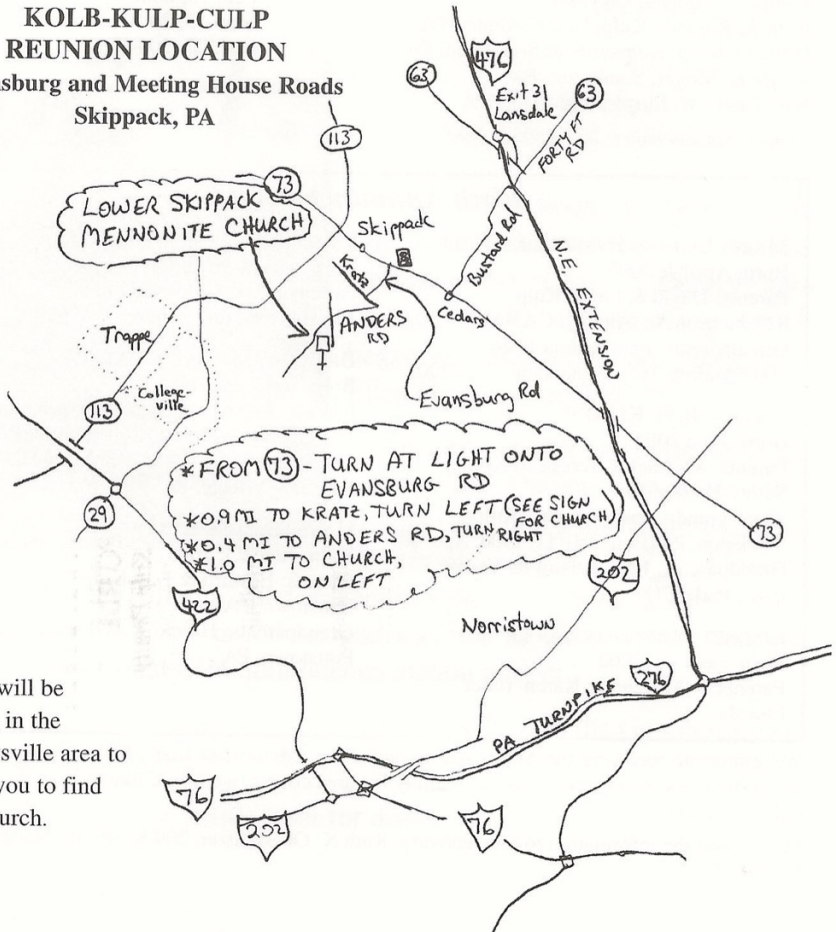 KOLB-KULP-CULP
REUNION LOCATION
sburg and Meeting House Roads
Skippack, PA
476
63
Exit 31
Lansdale
63
FORTY FT
RD
113
73
LOWER SKIPPACK
MENNONITE CHURCH
Skippack
Kratz
Bustard Rd
N.E. EXTENSION
Cedars
ANDERS
RD
Trappe
Evansburg Rd
College-
ville
113
* FROM 73 - TURN AT LIGHT ONTO
EVANSBURG RD
*0.9 MI TO KRATZ, TURN LEFT (SEE SIGN
FOR CHURCH)
*0.4 MI TO ANDERS RD, TURN RIGHT
*1.0 MI TO CHURCH,
ON LEFT
29
73
202
422
Norristown
will be
in the
sville area to
you to find
urch.
276
PA TURNPIKE
76
202
76